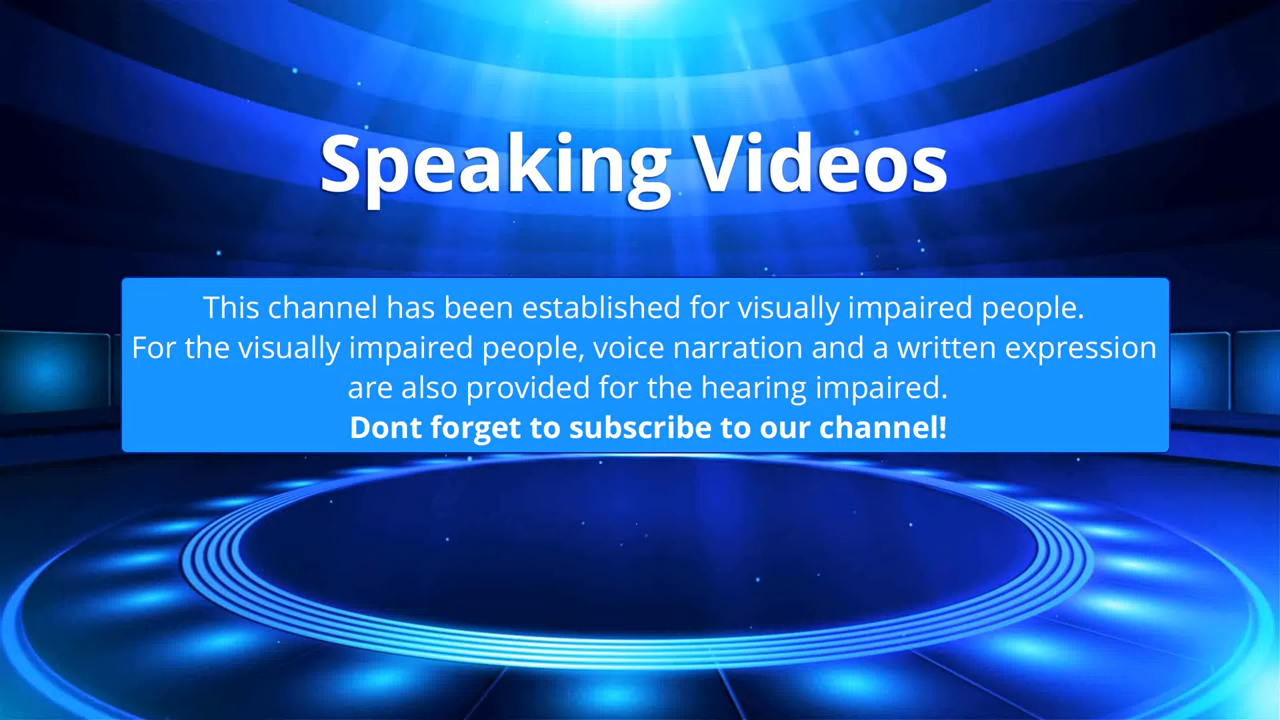 Speaking Videos
This channel has been established for visually impaired people.
For the visually impaired people, voice narration and a written expression
are also provided for the hearing impaired.
Dont forget to subscribe to our channel!